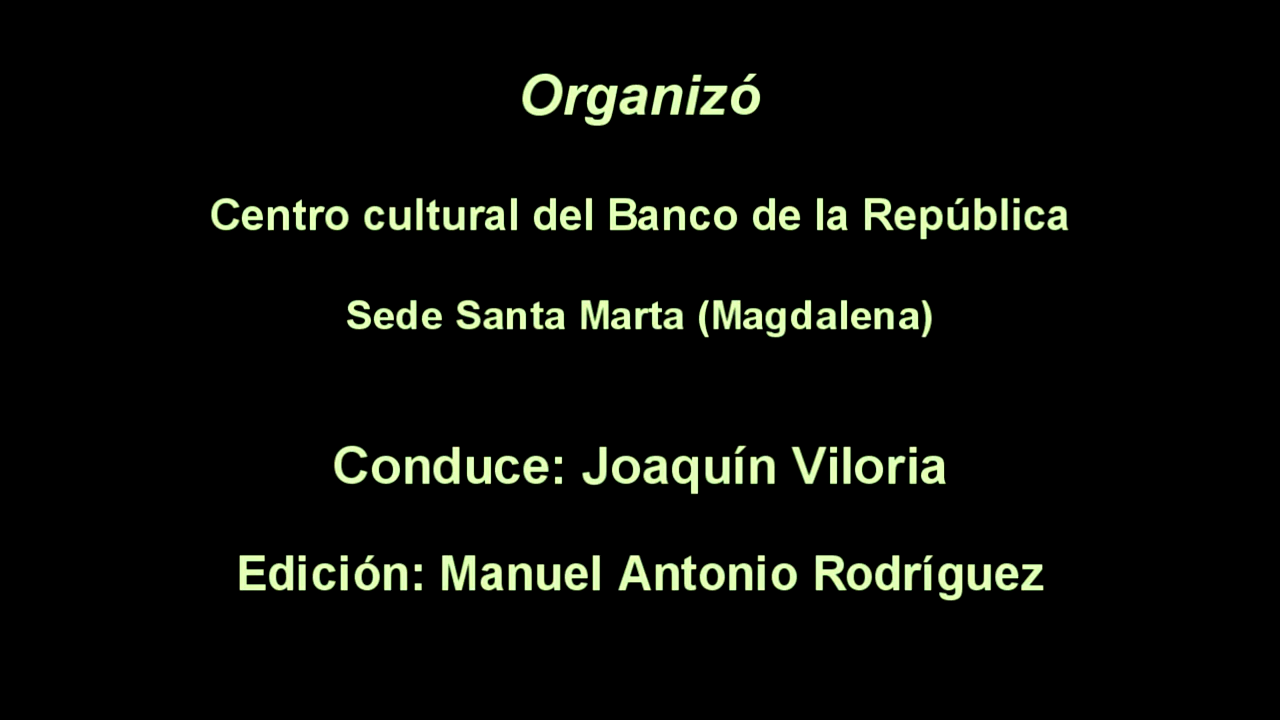 Organizó
Centro cultural del Banco de la República
Sede Santa Marta (Magdalena)
Conduce: Joaquín Viloria
Edición: Manuel Antonio Rodríguez